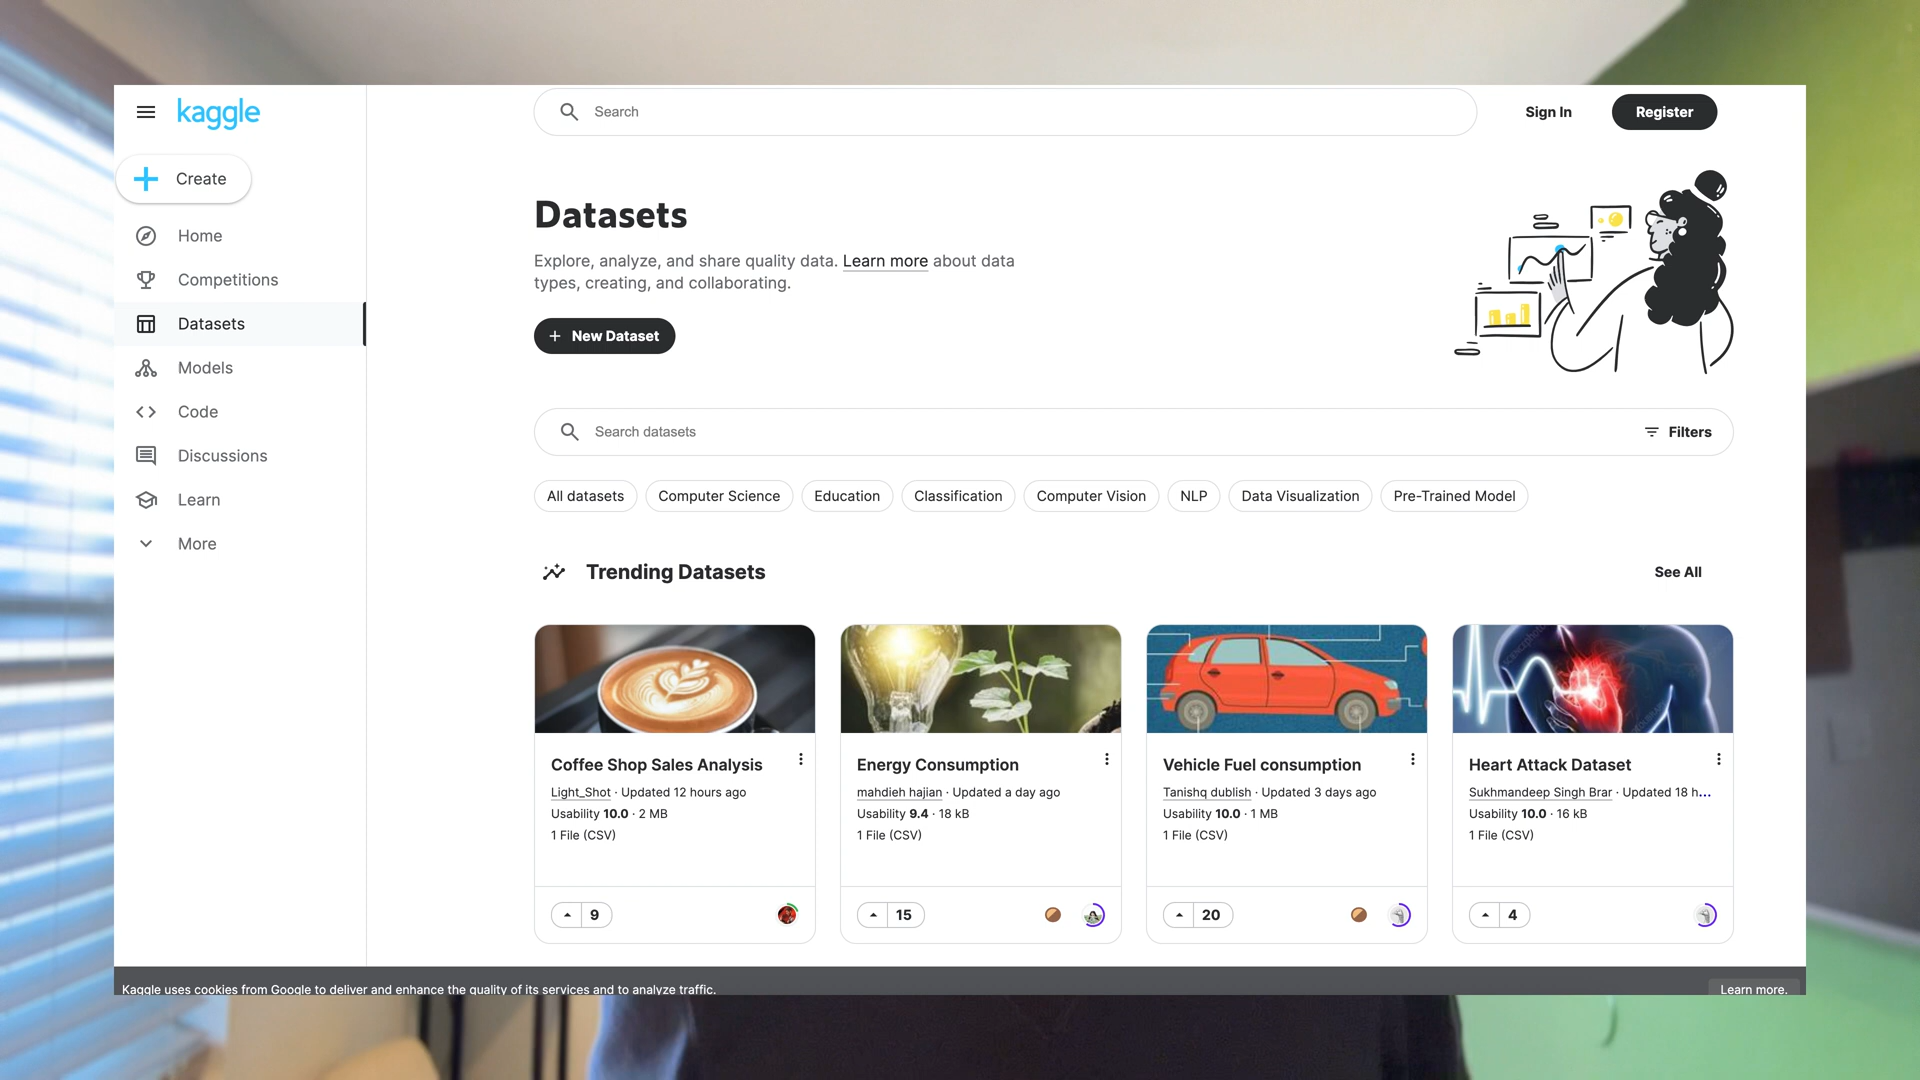 kaggle
Search
Sign In
Register
Create
Home
Competitions
Datasets
Models
Code
Discussions
Learn
More
Datasets
Explore, analyze, and share quality data. Learn more about data
types, creating, and collaborating.
New Dataset
Search datasets
Filters
All datasets
Computer Science
Education
Classification
Computer Vision
NLP
Data Visualization
Pre-Trained Model
Trending Datasets
See All
Coffee Shop Sales Analysis
Light_Shot · Updated 12 hours ago
Usability 10.0 · 2 MB
1 File (CSV)
9
Energy Consumption
mahdieh hajian · Updated a day ago
Usability 9.4 · 18 kB
1 File (CSV)
15
Vehicle Fuel consumption
Tanishq dublish · Updated 3 days ago
Usability 10.0 · 1 MB
1 File (CSV)
20
Heart Attack Dataset
Sukhmandeep Singh Brar · Updated 18 h...
Usability 10.0 · 16 kB
1 File (CSV)
4
Kaggle uses cookies from Google to deliver and enhance the quality of its services and to analyze traffic.
Learn more.